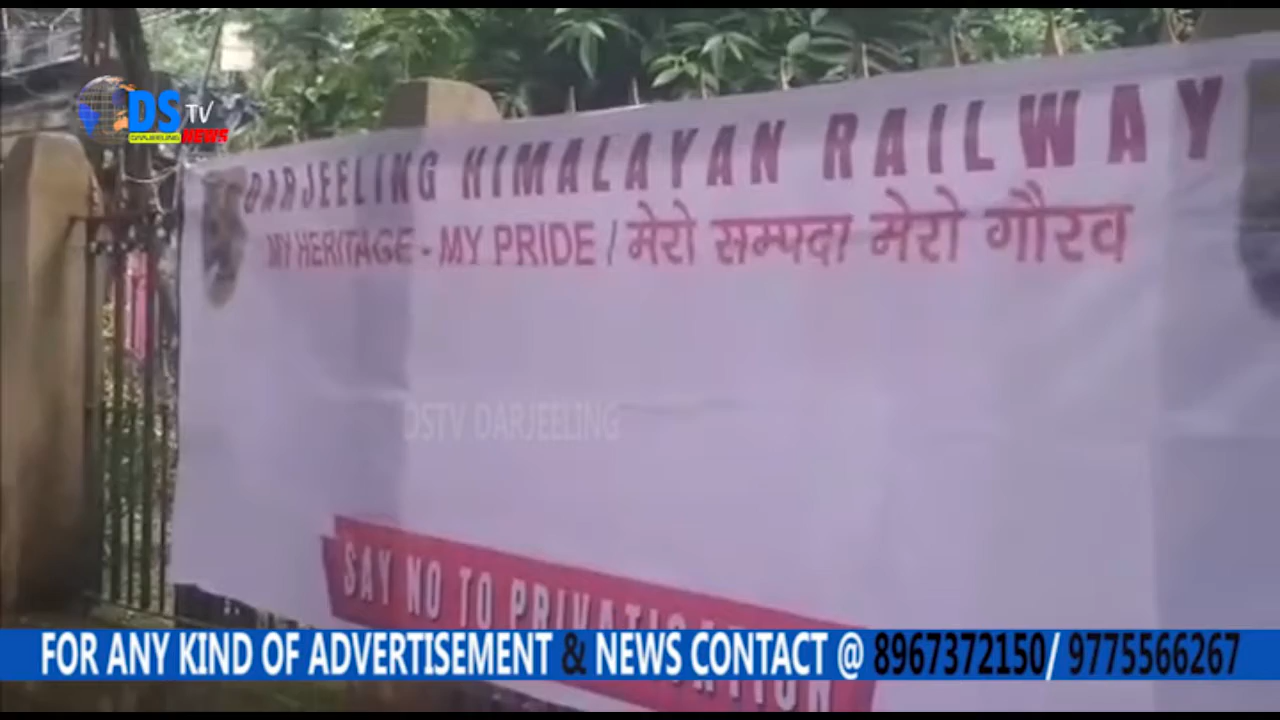 DS TV
DARJEELING NEWS
DARJEELING HIMALAYAN RAILWAY
MY HERITAGE - MY PRIDE / मेरो सम्पदा मेरो गौरव
DSTV DARJEELING
SAY NO TO PRIVATISATION
FOR ANY KIND OF ADVERTISEMENT & NEWS CONTACT @ 8967372150/ 9775566267